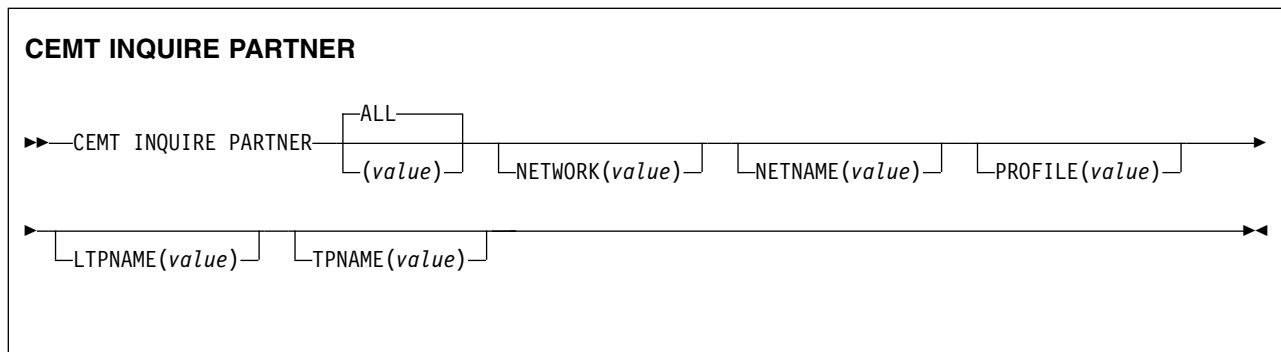 CEMT INQUIRE PARTNER
ALL
CEMT INQUIRE PARTNER
(value) NETWORK(value) NETNAME(value) PROFILE(value)
LTPNAME(value) TPNAME(value)